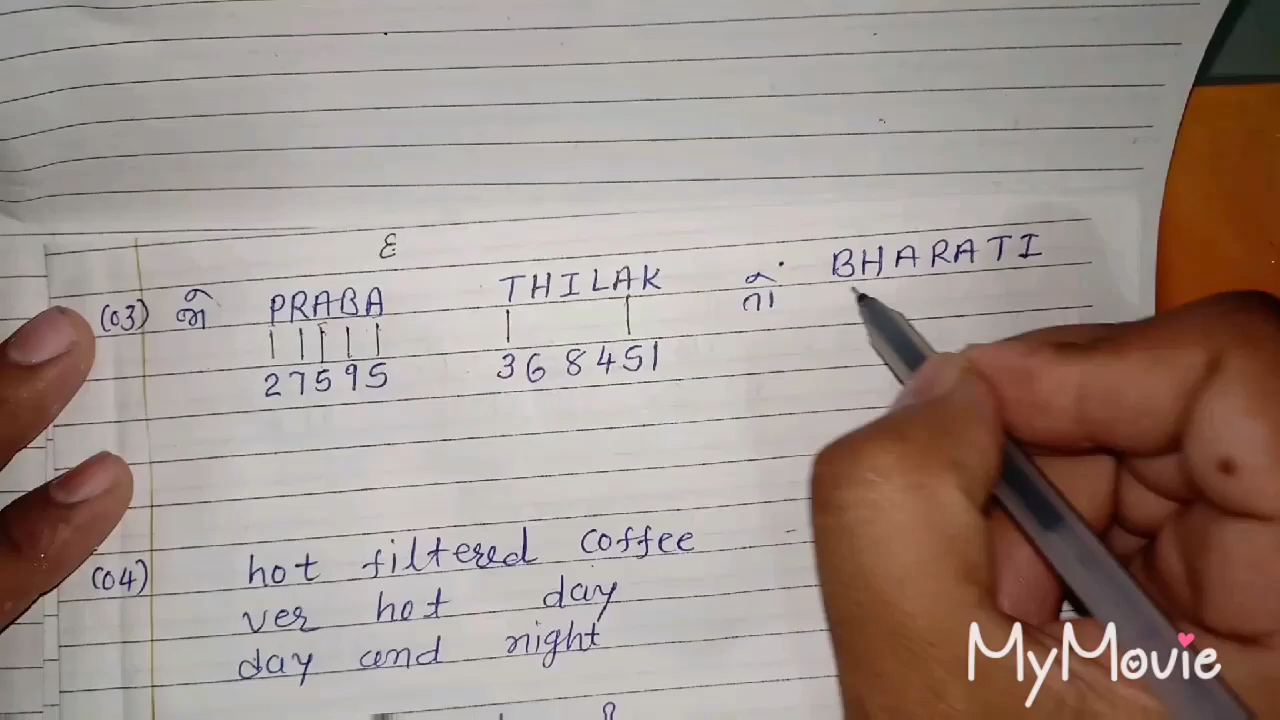 ε
(03) PRABA THILAK BHARATI
27595 368451
(04) hot filtered coffee
ver hot day
day and night
MyMovie